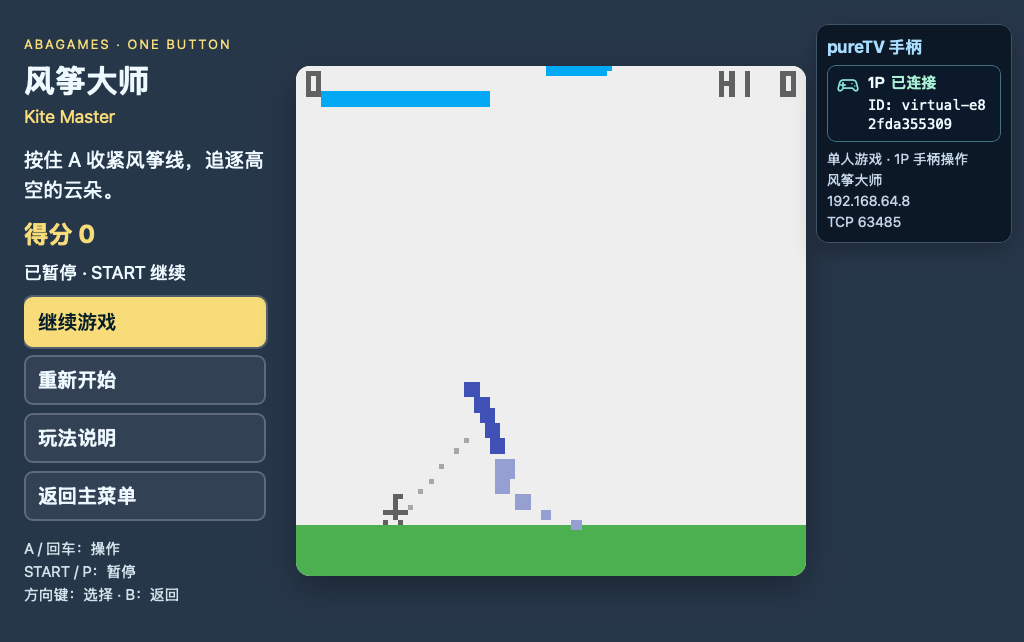 ABAGAMES · ONE BUTTON
风筝大师
Kite Master
按住 A 收紧风筝线，追逐高
空的云朵。
得分 0
已暂停 · START 继续
继续游戏
重新开始
玩法说明
返回主菜单
A / 回车：操作
START / P：暂停
方向键：选择 · B：返回
0
HI 0
pureTV 手柄
1P 已连接
ID: virtual-e8
2fda355309
单人游戏 · 1P 手柄操作
风筝大师
192.168.64.8
TCP 63485